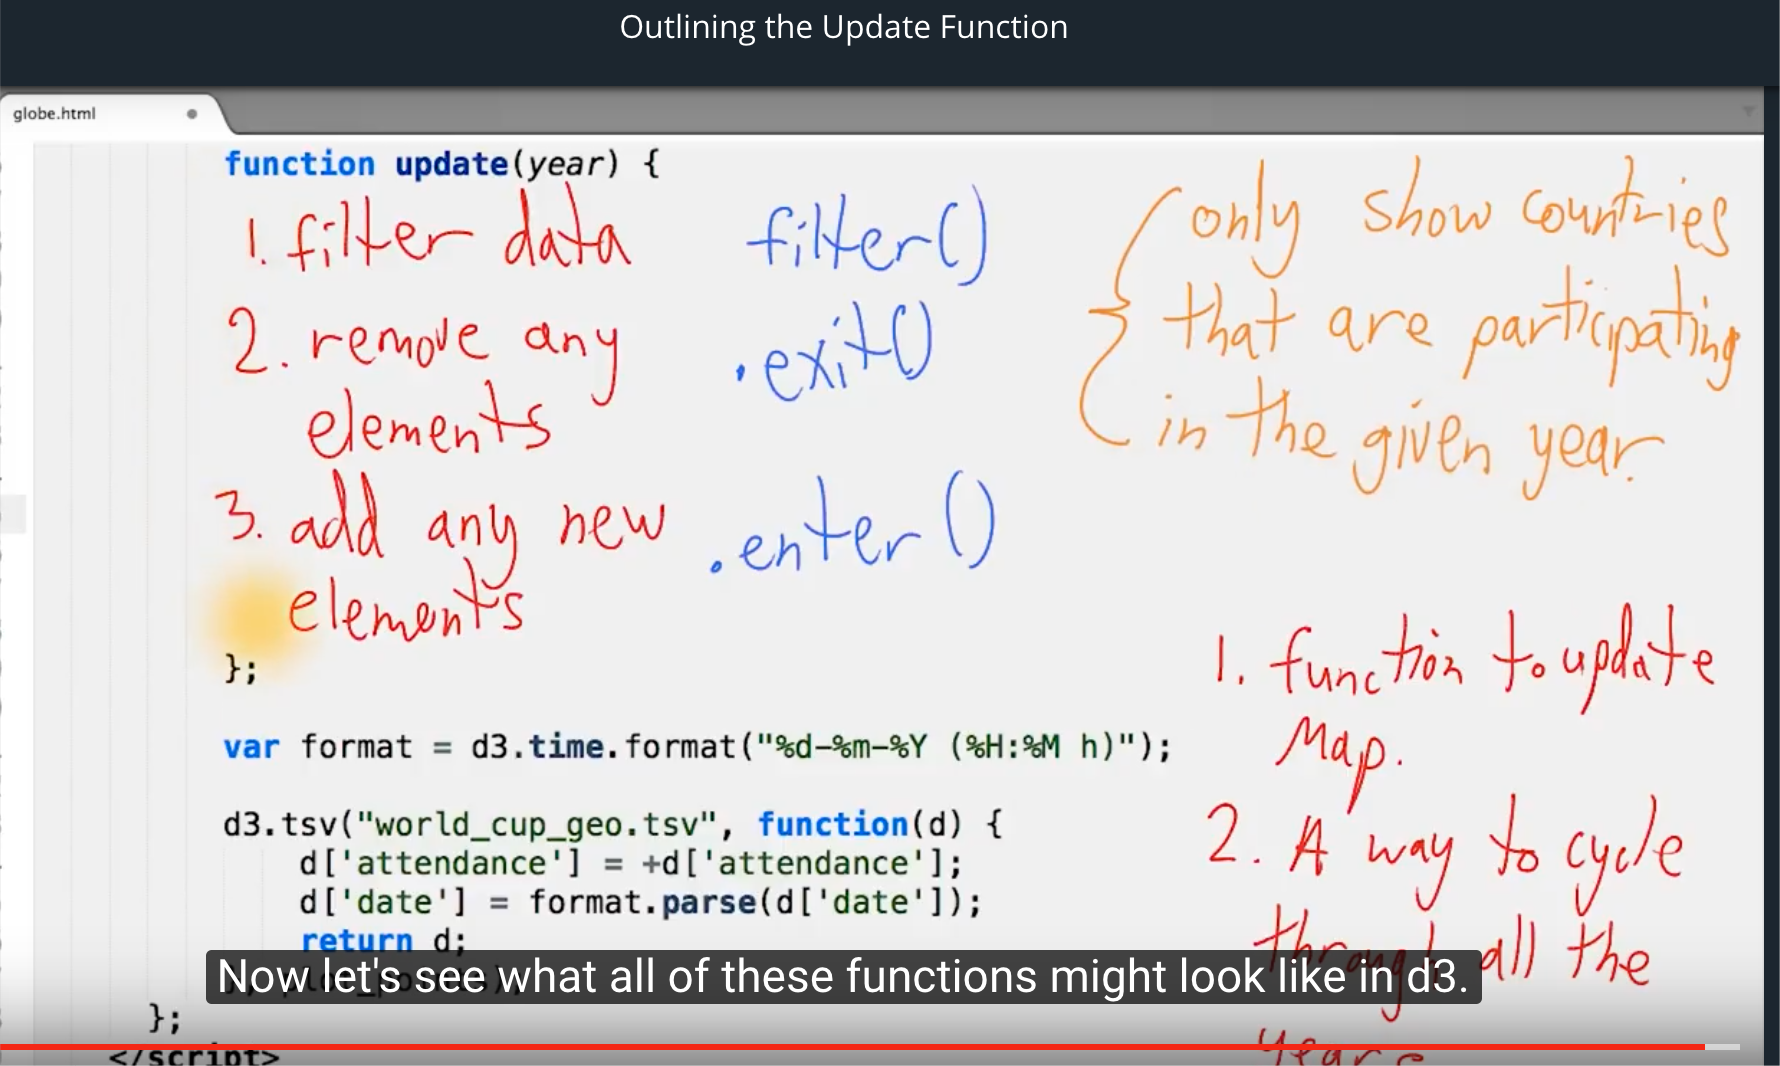 Outlining the Update Function
globe.html
function update(year) {
1. filter data
filter()
2. remove any
elements
.exit()
3. add any new
elements
.enter()
only show countries
that are participating
in the given year.
};
1. function to update
Map.
2. A way to cycle
through all the
years
var format = d3.time.format("%d-%m-%Y (%H:%M h)");
d3.tsv("world_cup_geo.tsv", function(d) {
d['attendance'] = +d['attendance'];
d['date'] = format.parse(d['date']);
return d;
Now let's see what all of these functions might look like in d3.
};
</script>